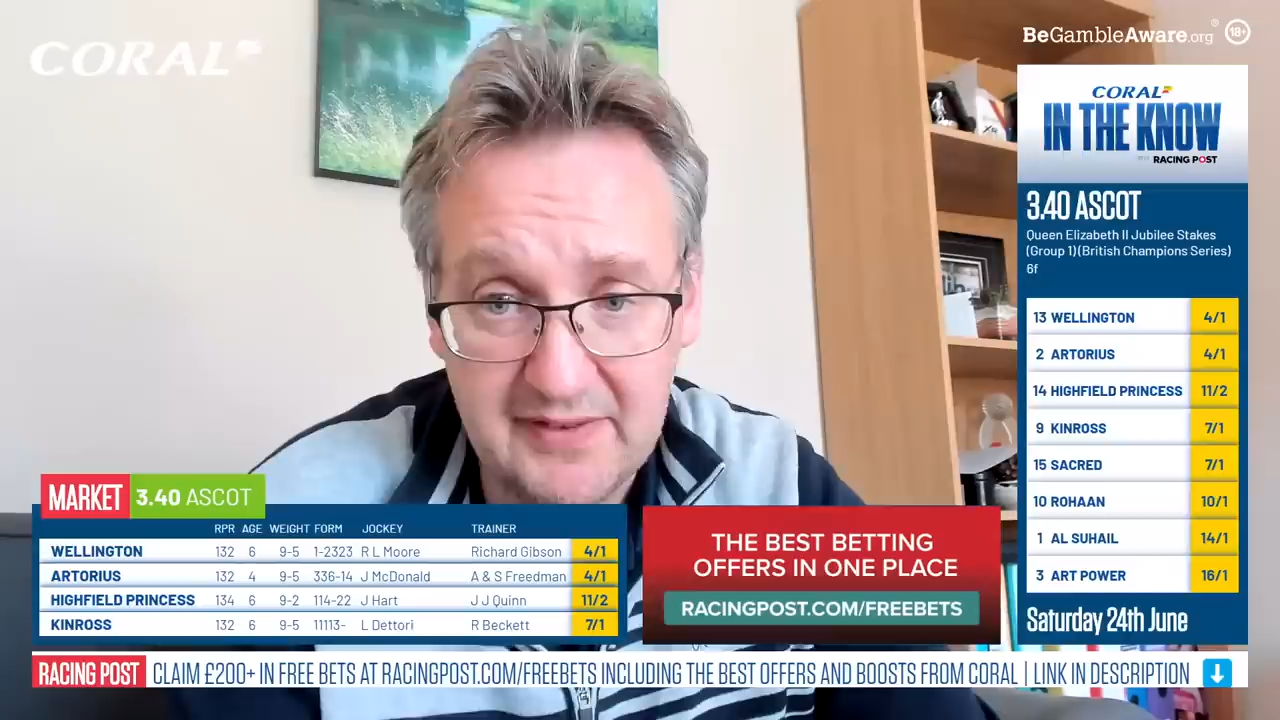 CORAL
BeGambleAware.org® 18+
CORAL
IN THE KNOW
WITH RACING POST
3.40 ASCOT
Queen Elizabeth II Jubilee Stakes
(Group 1)(British Champions Series)
6f
13 WELLINGTON 4/1
2 ARTORIUS 4/1
14 HIGHFIELD PRINCESS 11/2
9 KINROSS 7/1
15 SACRED 7/1
10 ROHAAN 10/1
1 AL SUHAIL 14/1
3 ART POWER 16/1
Saturday 24th June
MARKET 3.40 ASCOT
RPR AGE WEIGHT FORM JOCKEY TRAINER
WELLINGTON 132 6 9-5 1-2323 R L Moore Richard Gibson 4/1
ARTORIUS 132 4 9-5 336-14 J McDonald A & S Freedman 4/1
HIGHFIELD PRINCESS 134 6 9-2 114-22 J Hart J J Quinn 11/2
KINROSS 132 6 9-5 11113- L Dettori R Beckett 7/1
THE BEST BETTING
OFFERS IN ONE PLACE
RACINGPOST.COM/FREEBETS
RACING POST CLAIM £200+ IN FREE BETS AT RACINGPOST.COM/FREEBETS INCLUDING THE BEST OFFERS AND BOOSTS FROM CORAL | LINK IN DESCRIPTION